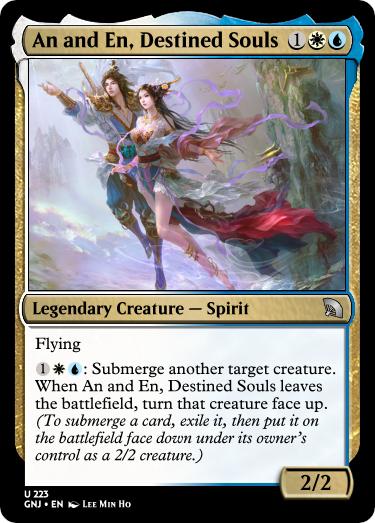 An and En, Destined Souls 1
Legendary Creature — Spirit
Flying
1: Submerge another target creature.
When An and En, Destined Souls leaves
the battlefield, turn that creature face up.
(To submerge a card, exile it, then put it on
the battlefield face down under its owner's
control as a 2/2 creature.)
2/2
U 223
GNJ • EN Lee Min Ho